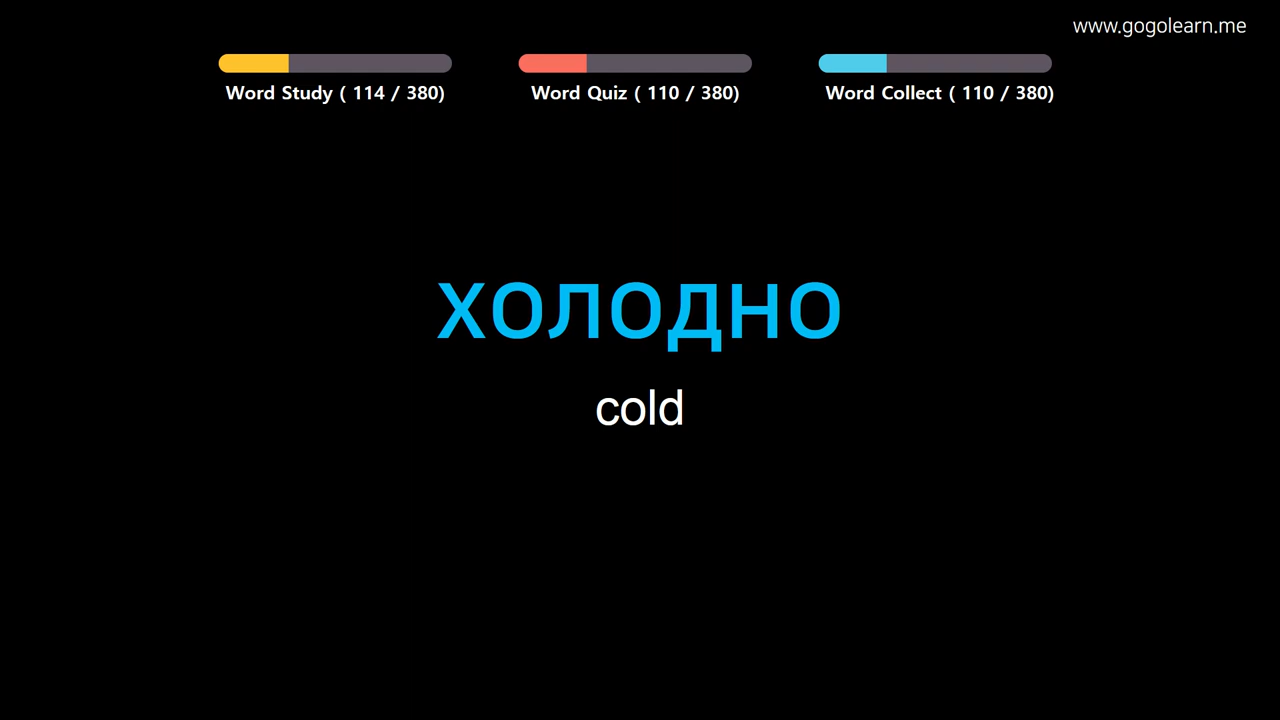 www.gogolearn.me
Word Study ( 114 / 380)
Word Quiz ( 110 / 380)
Word Collect ( 110 / 380)
холодно
cold